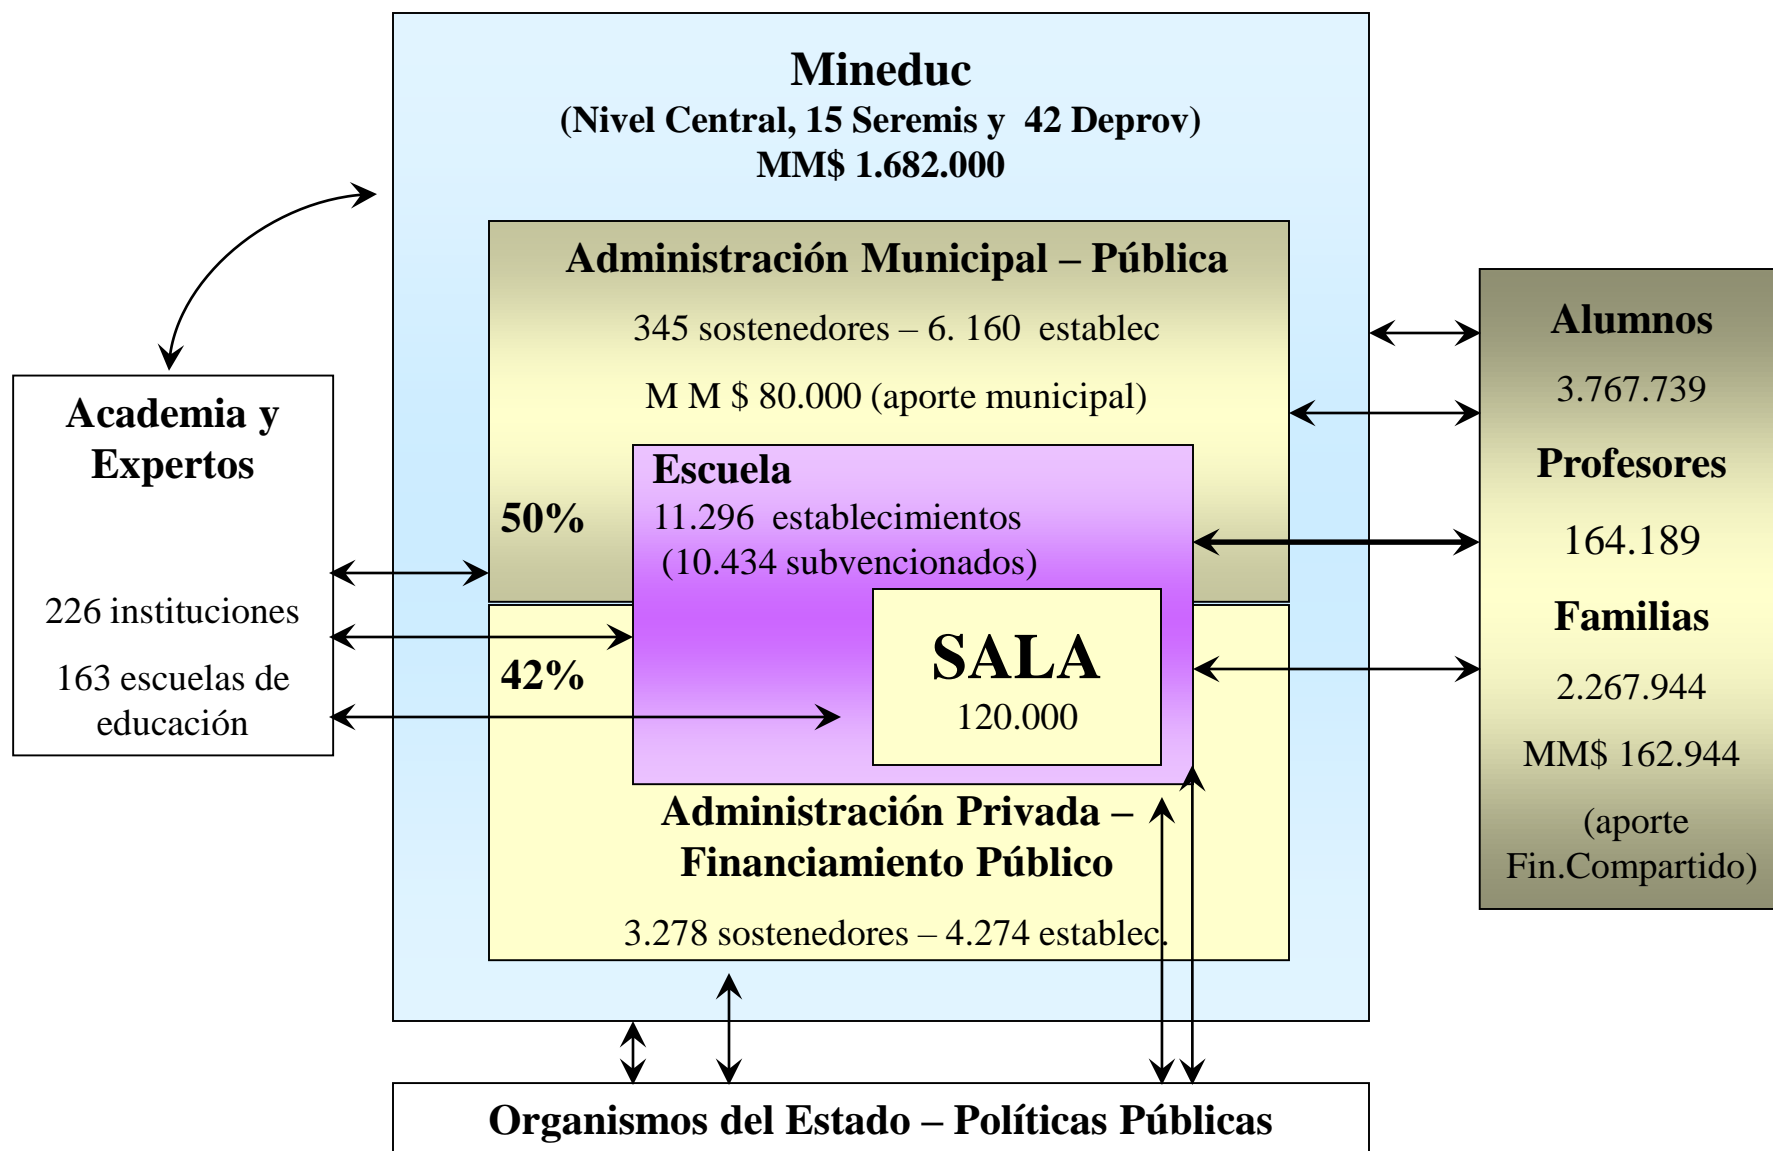 Mineduc
(Nivel Central, 15 Seremis y 42 Deprov)
MM$ 1.682.000
Administración Municipal – Pública
345 sostenedores – 6. 160 establec
M M $ 80.000 (aporte municipal)
Escuela
11.296 establecimientos
(10.434 subvencionados)
50%
42%
SALA
120.000
Administración Privada –
Financiamiento Público
3.278 sostenedores – 4.274 establec.
Academia y
Expertos
226 instituciones
163 escuelas de
educación
Alumnos
3.767.739
Profesores
164.189
Familias
2.267.944
MM$ 162.944
(aporte
Fin.Compartido)
Organismos del Estado – Políticas Públicas